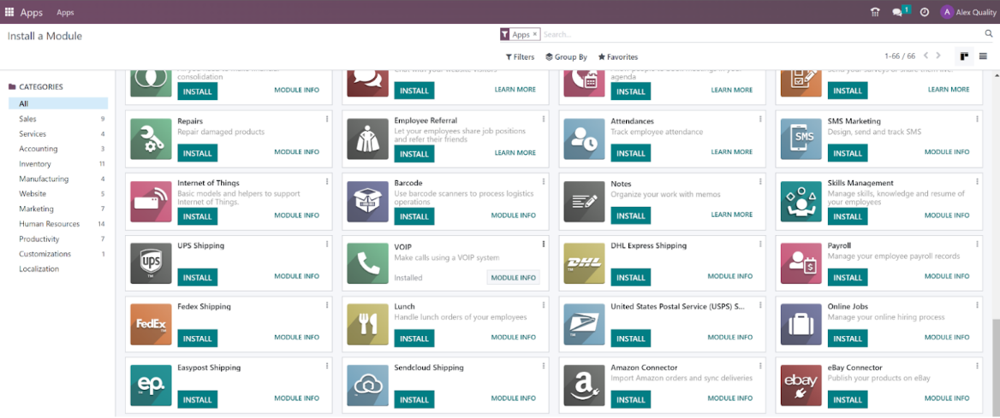 Apps Apps 1 A Alex Quality
Install a Module
Apps × Search...
Filters Group By Favorites 1-66 / 66
CATEGORIES
All
Sales 9
Services 4
Accounting 3
Inventory 11
Manufacturing 4
Website 5
Marketing 7
Human Resources 14
Productivity 7
Customizations 1
Localization
consolidation
INSTALL MODULE INFO
INSTALL LEARN MORE
agenda
INSTALL LEARN MORE
INSTALL LEARN MORE
Repairs
Repair damaged products
INSTALL MODULE INFO
Employee Referral
Let your employees share job positions
and refer their friends
INSTALL LEARN MORE
Attendances
Track employee attendance
INSTALL LEARN MORE
SMS
SMS Marketing
Design, send and track SMS
INSTALL MODULE INFO
Internet of Things
Basic models and helpers to support
Internet of Things.
INSTALL MODULE INFO
Barcode
Use barcode scanners to process logistics
operations
INSTALL MODULE INFO
Notes
Organize your work with memos
INSTALL LEARN MORE
Skills Management
Manage skills, knowledge and resume of
your employees
INSTALL MODULE INFO
ups
UPS Shipping
INSTALL MODULE INFO
VOIP
Make calls using a VOIP system
Installed MODULE INFO
DHL
DHL Express Shipping
INSTALL MODULE INFO
Payroll
Manage your employee payroll records
INSTALL MODULE INFO
FedEx
Fedex Shipping
INSTALL MODULE INFO
Lunch
Handle lunch orders of your employees
INSTALL MODULE INFO
United States Postal Service (USPS) S...
INSTALL MODULE INFO
Online Jobs
Manage your online hiring process
INSTALL MODULE INFO
ep.
Easypost Shipping
INSTALL MODULE INFO
Sendcloud Shipping
INSTALL MODULE INFO
a
Amazon Connector
Import Amazon orders and sync deliveries
INSTALL MODULE INFO
ebay
eBay Connector
Publish your products on eBay
INSTALL MODULE INFO